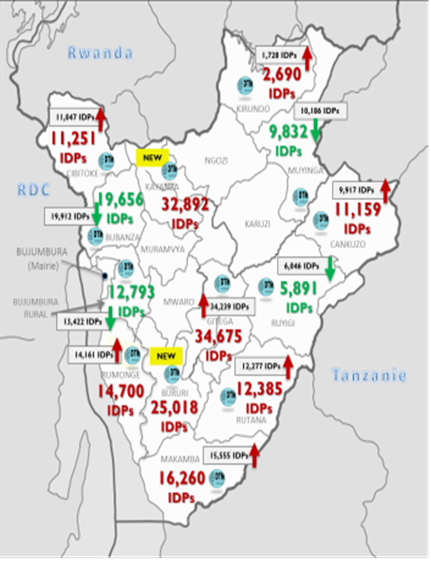 Rwanda
1,728 IDPs
2,690
IDPs
KIRUNDO
11,047 IDPs
11,251
IDPs
CIBITOKE
10,186 IDPs
9,832
IDPs
MUYINGA
NEW
KAYANZA
NGOZI
32,892
IDPs
RDC
19,656
IDPs
19,912 IDPs
BUBANZA
9,917 IDPs
11,159
IDPs
CANKUZO
KARUZI
MURAMVYA
BUJUMBURA
(Mairie)
6,046 IDPs
5,891
IDPs
RUYIGI
12,793
IDPs
BUJUMBURA
RURAL
13,422 IDPs
MWARO
34,239 IDPs
GITEGA
34,675
IDPs
14,161 IDPs
RUMONGE
14,700
IDPs
NEW
BURURI
25,018
IDPs
12,277 IDPs
12,385
IDPs
RUTANA
Tanzanie
MAKAMBA
15,555 IDPs
16,260
IDPs